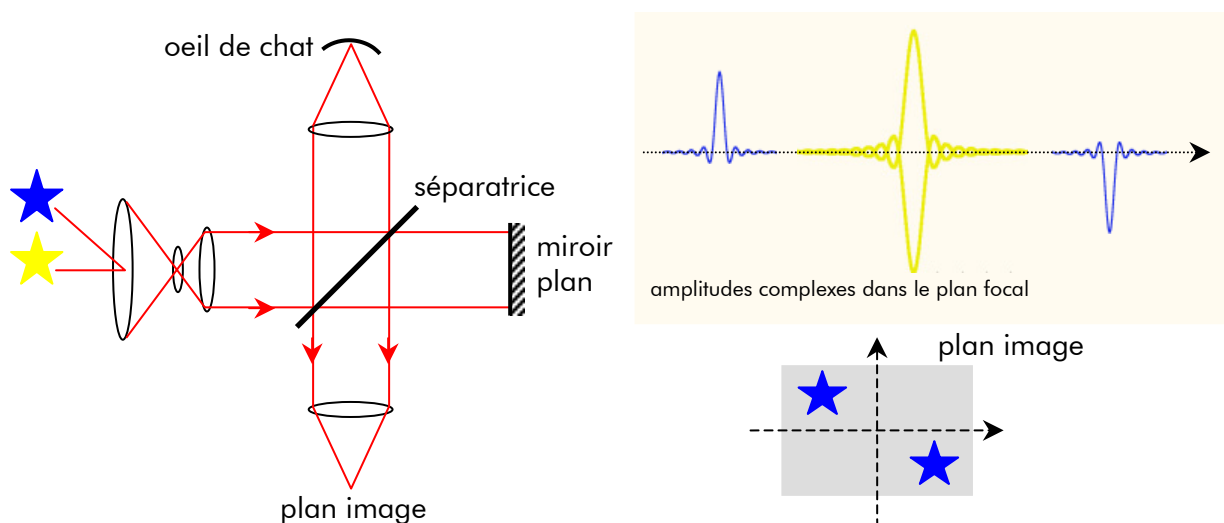 oeil de chat
séparatrice
miroir
plan
plan image
amplitudes complexes dans le plan focal
plan image